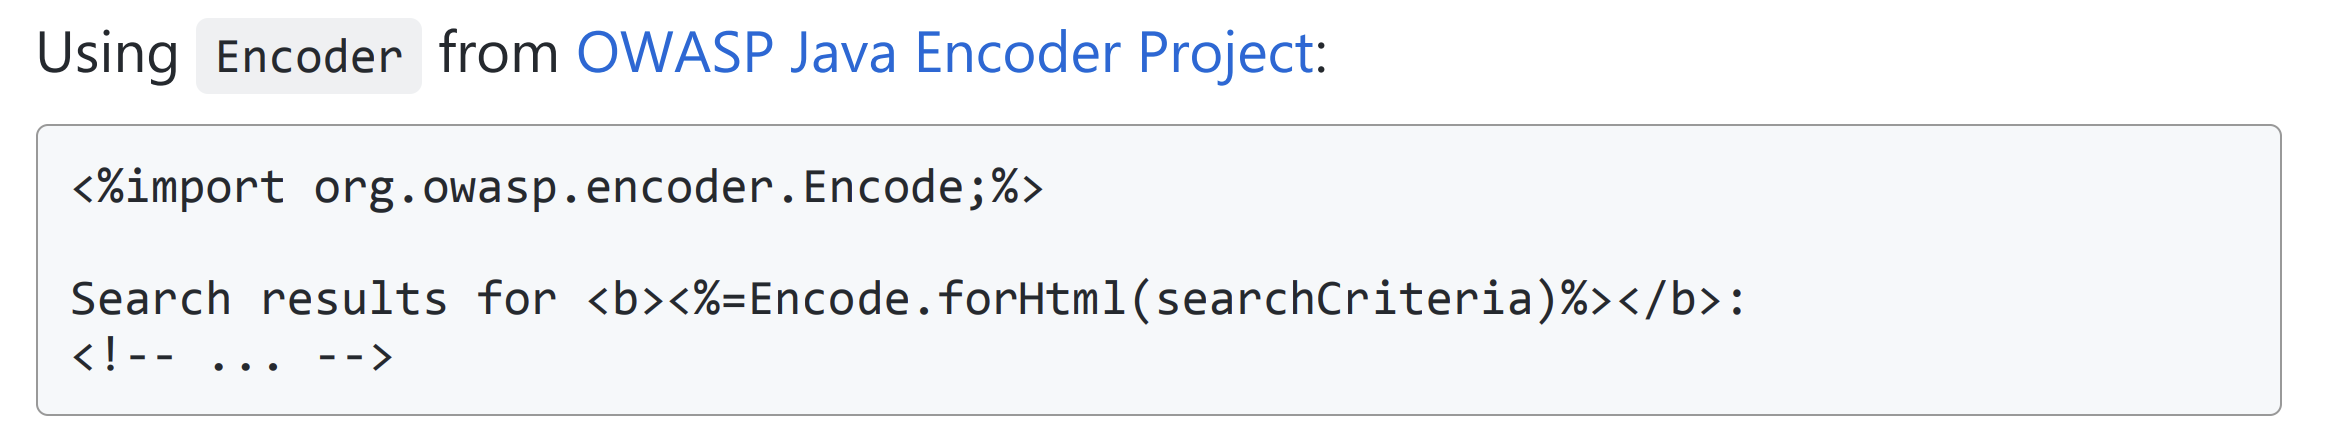 Using Encoder from OWASP Java Encoder Project:
<%import org.owasp.encoder.Encode;%>
Search results for <b><%=Encode.forHtml(searchCriteria)%></b>:
<!-- ... -->